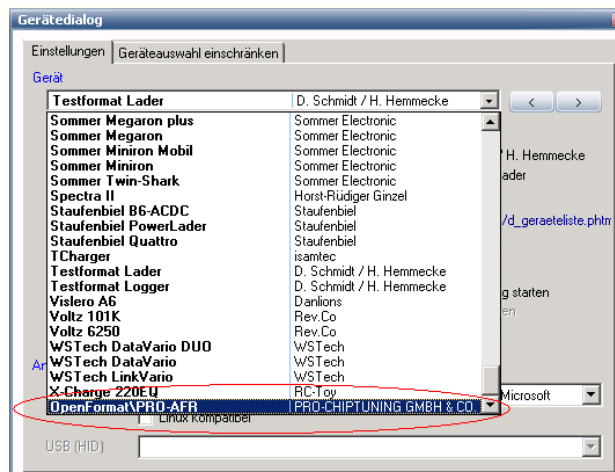 Gerätedialog
Einstellungen Geräteauswahl einschränken
Gerät
Testformat Lader D. Schmidt / H. Hemmecke < >
Sommer Megaron plus Sommer Electronic
Sommer Megaron Sommer Electronic
Sommer Miniron Mobil Sommer Electronic / H. Hemmecke
Sommer Miniron Sommer Electronic ader
Sommer Twin-Shark Sommer Electronic
Spectra II Horst-Rüdiger Ginzel
Staufenbiel B6-ACDC Staufenbiel /d_geraeteliste.phtm
Staufenbiel PowerLader Staufenbiel
Staufenbiel Quattro Staufenbiel
TCharger isamtec
Testformat Lader D. Schmidt / H. Hemmecke
Testformat Logger D. Schmidt / H. Hemmecke g starten
Vislero A6 Danlions en
Voltz 101K Rev.Co
Voltz 6250 Rev.Co
WSTech DataVario DUO WSTech
An WSTech DataVario WSTech
WSTech LinkVario WSTech
X-Charge 220EQ RC-Toy Microsoft
OpenFormat\PRO-AFR PRO-CHIPTUNING GMBH & CO.
Linux kompatibel
USB (HID)